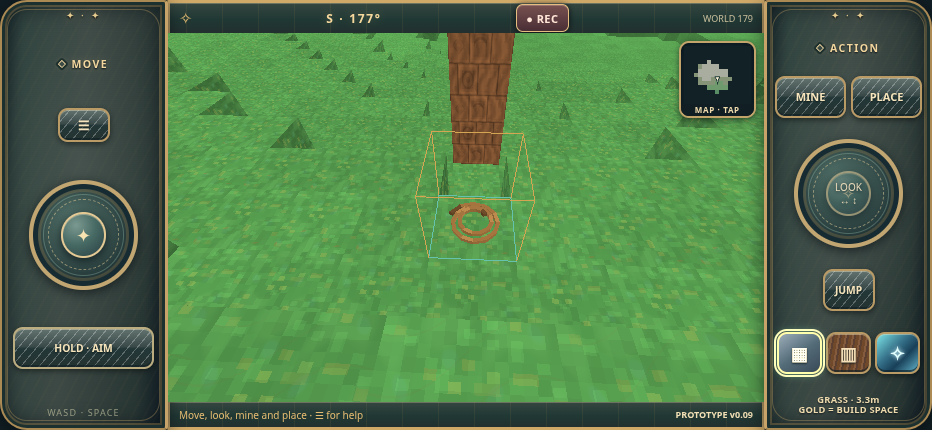 MOVE
HOLD · AIM
WASD · SPACE
S · 177°
● REC
WORLD 179
MAP · TAP
Move, look, mine and place · ☰ for help
PROTOTYPE v0.09
ACTION
MINE
PLACE
LOOK
JUMP
GRASS · 3.3m
GOLD = BUILD SPACE